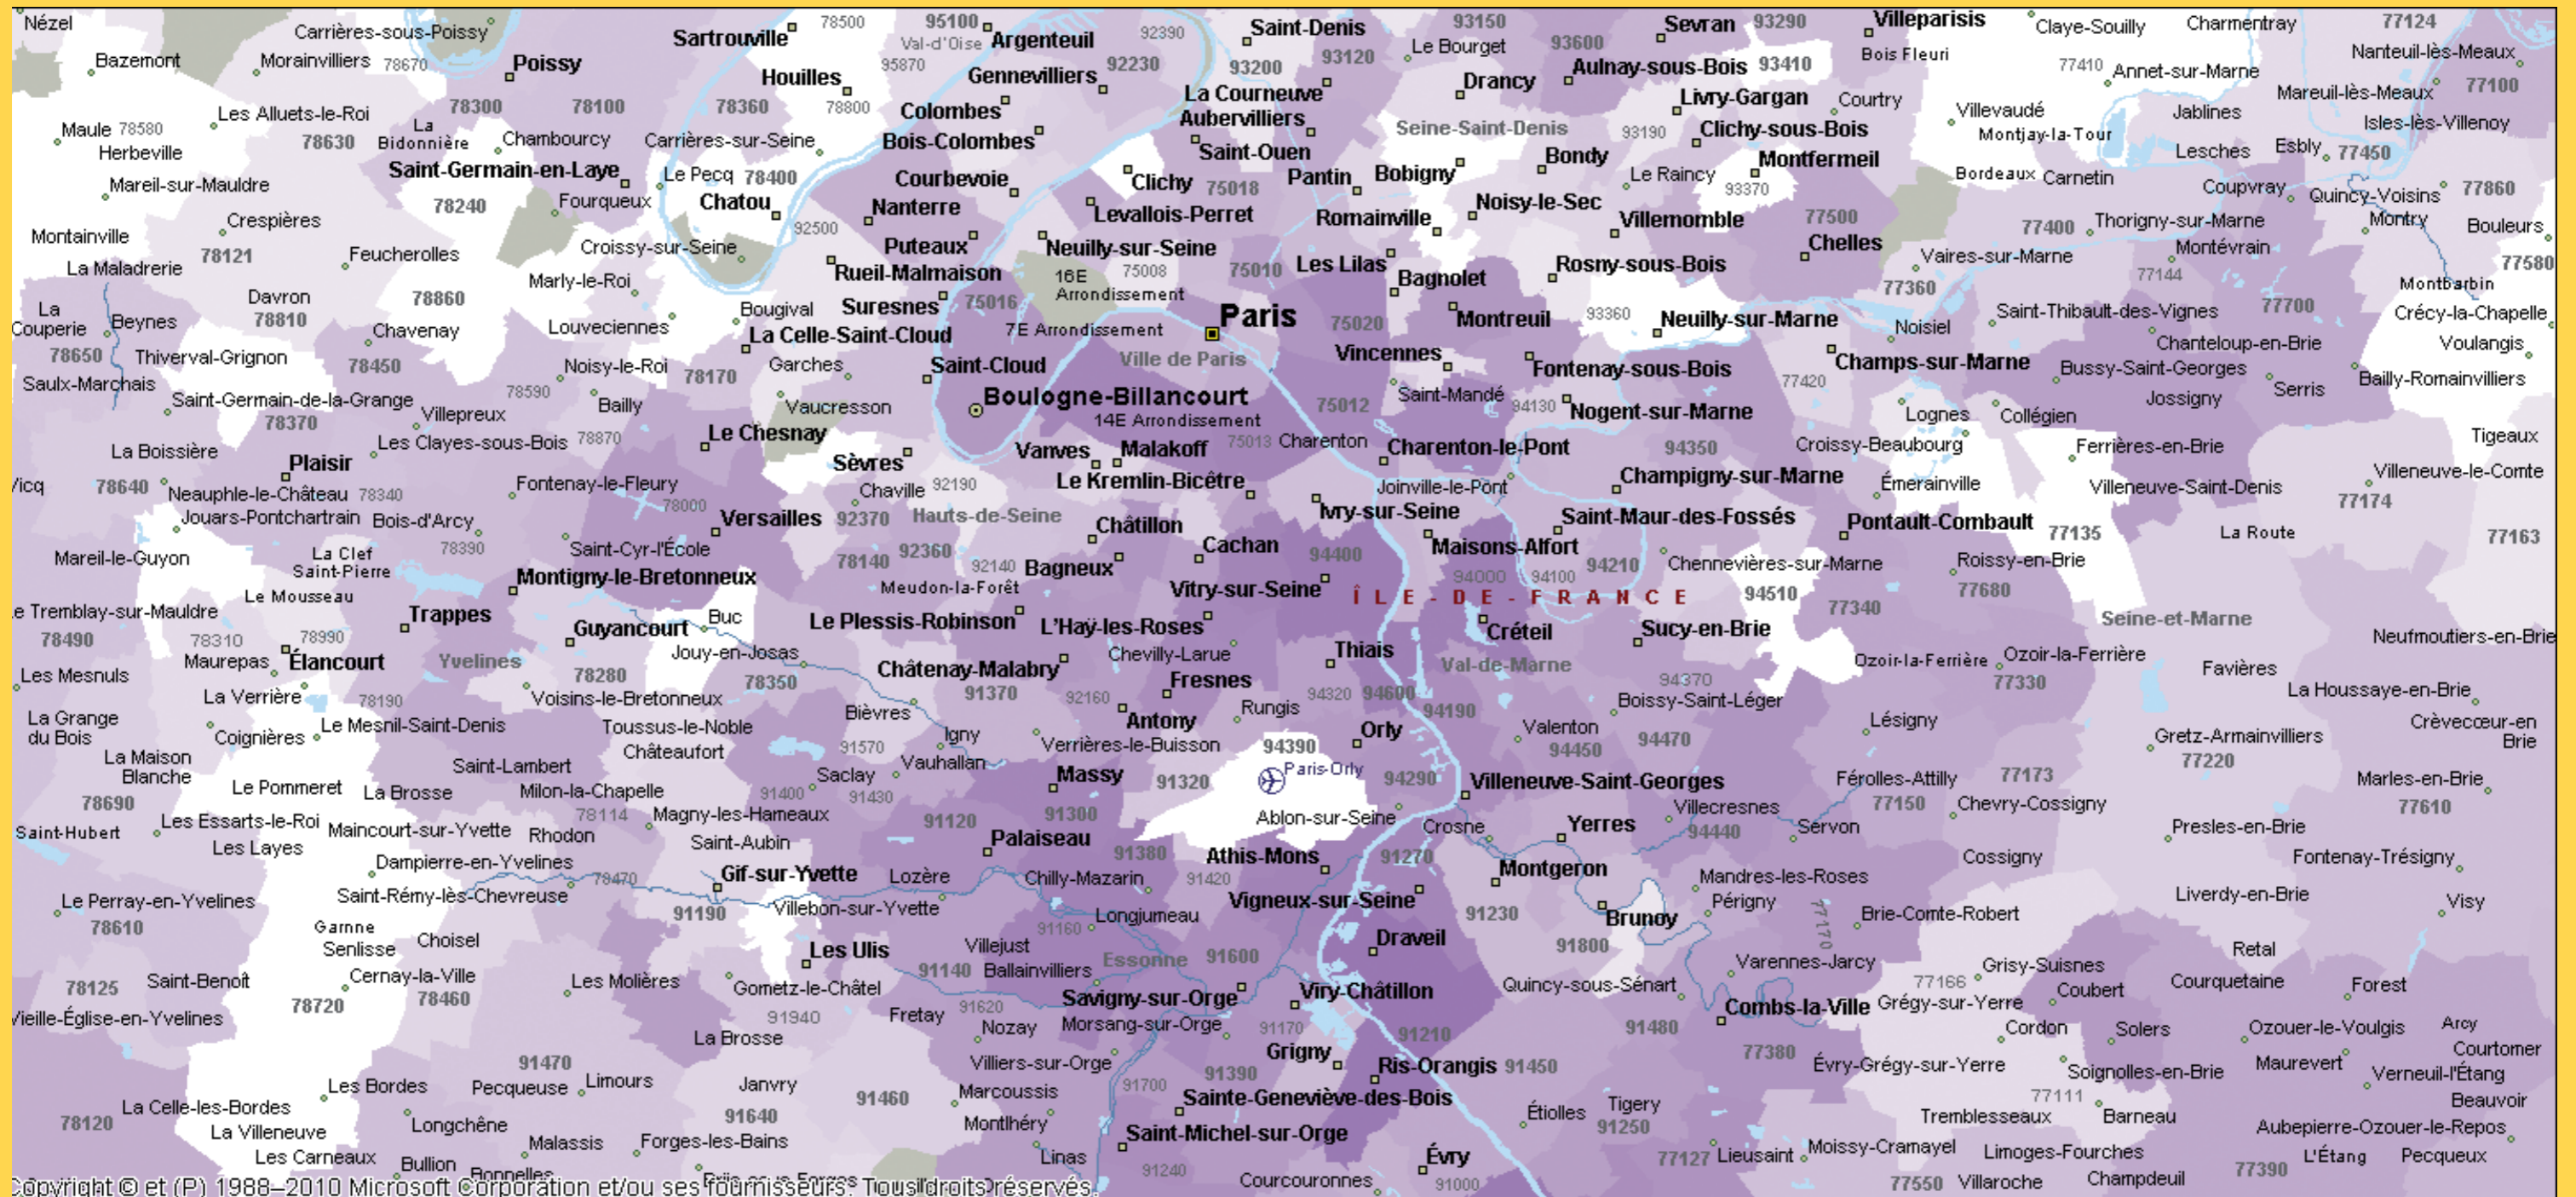 Nézel
Carrières-sous-Poissy
Sartrouville
78500
95100
Val-d'Oise
Argenteuil
92390
Saint-Denis
93150
Le Bourget
Sevran
93290
Villeparisis
Claye-Souilly
Charmentray
77124
Bazemont
Morainvilliers
78670
Poissy
Houilles
95870
Gennevilliers
92230
93200
93120
93600
Aulnay-sous-Bois
93410
Bois Fleuri
77410
Annet-sur-Marne
Nanteuil-lès-Meaux
77100
Les Alluets-le-Roi
78300
78100
78360
78800
Colombes
La Courneuve
Drancy
Livry-Gargan
Courtry
Villevaudé
Jablines
Mareuil-lès-Meaux
Maule 78580
Herbeville
78630
La
Bidonnière
Chambourcy
Carrières-sur-Seine
Bois-Colombes
Aubervilliers
Seine-Saint-Denis
93190
Clichy-sous-Bois
Montjay-la-Tour
Isles-lès-Villenoy
Saint-Germain-en-Laye
Le Pecq
78400
Courbevoie
Clichy
Saint-Ouen
75018
Pantin
Bobigny
Bondy
Le Raincy
Montfermeil
93370
Bordeaux
Carnetin
Lesches
Esbly
77450
Mareil-sur-Mauldre
78240
Fourqueux
Chatou
Nanterre
Levallois-Perret
Romainville
Noisy-le-Sec
Villemomble
77500
77400
Thorigny-sur-Marne
Coupvray
Quincy-Voisins
77860
Crespières
Montainville
78121
Feucherolles
Croissy-sur-Seine
92500
Puteaux
Neuilly-sur-Seine
Chelles
Vaires-sur-Marne
Montévrain
Montry
Bouleurs
La Maladrerie
Marly-le-Roi
Rueil-Malmaison
16E
Arrondissement
75008
75010
Les Lilas
Bagnolet
Rosny-sous-Bois
77360
77144
77580
Montbarbin
La
Couperie
Beynes
Davron
78810
78860
Chavenay
Louveciennes
Bougival
Suresnes
75016
7E Arrondissement
Paris
75020
Montreuil
93360
Neuilly-sur-Marne
Noisiel
Saint-Thibault-des-Vignes
77700
Crécy-la-Chapelle
78650
Thiverval-Grignon
78450
Noisy-le-Roi
La Celle-Saint-Cloud
Garches
Saint-Cloud
Ville de Paris
Vincennes
Fontenay-sous-Bois
Champs-sur-Marne
Chanteloup-en-Brie
Voulangis
Saulx-Marchais
Saint-Germain-de-la-Grange
78590
78170
Bailly
Vaucresson
Boulogne-Billancourt
14E Arrondissement
75012
Saint-Mandé
94130
Nogent-sur-Marne
77420
Lognes
Collégien
Bussy-Saint-Georges
Serris
Jossigny
Bailly-Romainvilliers
78370
Villepreux
Les Clayes-sous-Bois
78870
Le Chesnay
La Boissière
Plaisir
Sèvres
Vanves
Malakoff
75013
Charenton
Charenton-le-Pont
94350
Croissy-Beaubourg
Ferrières-en-Brie
Tigeaux
Vicq
78640
Neauphle-le-Château
78340
Fontenay-le-Fleury
78000
Chaville
92190
Le Kremlin-Bicêtre
Joinville-le-Pont
Champigny-sur-Marne
Émerainville
Villeneuve-Saint-Denis
Villeneuve-le-Comte
77174
Jouars-Pontchartrain
Bois-d'Arcy
78390
Versailles
92370
Hauts-de-Seine
Châtillon
Ivry-sur-Seine
Saint-Maur-des-Fossés
Pontault-Combault
77135
La Route
77163
Mareil-le-Guyon
La Clef
Saint-Pierre
Saint-Cyr-l'École
78140
92360
92140
Bagneux
Cachan
94400
Maisons-Alfort
94210
Chennevières-sur-Marne
Roissy-en-Brie
Le Mousseau
Montigny-le-Bretonneux
Meudon-la-Forêt
Vitry-sur-Seine
94000
94100
ÎLE-DE-FRANCE
94510
77340
77680
Seine-et-Marne
Le Tremblay-sur-Mauldre
78490
78310
78990
Trappes
Guyancourt
Buc
Le Plessis-Robinson
L'Haÿ-les-Roses
Créteil
Sucy-en-Brie
Neufmoutiers-en-Brie
Maurepas
Élancourt
Yvelines
78280
Jouy-en-Josas
78350
Châtenay-Malabry
91370
Chevilly-Larue
Thiais
Val-de-Marne
Ozoir-la-Ferrière
Ozoir-la-Ferrière
77330
Favières
Les Mesnuls
La Verrière
78190
Voisins-le-Bretonneux
Bièvres
92160
Fresnes
94320
94600
94370
Boissy-Saint-Léger
La Houssaye-en-Brie
La Grange
du Bois
Coignières
Le Mesnil-Saint-Denis
Toussus-le-Noble
Châteaufort
91570
Igny
Antony
Rungis
Orly
94190
Valenton
94450
94470
Lésigny
Gretz-Armainvilliers
77220
Crèvecœur-en
Brie
La Maison
Blanche
Saint-Lambert
Saclay
Vauhallan
Verrières-le-Buisson
94390
Paris-Orly
Le Pommeret
La Brosse
Milon-la-Chapelle
91400
91430
Massy
91320
94290
Villeneuve-Saint-Georges
Férolles-Attilly
77150
77173
Chevry-Cossigny
Marles-en-Brie
77610
78690
Saint-Hubert
Les Essarts-le-Roi
Les Layes
Maincourt-sur-Yvette
Rhodon
78114
Magny-les-Hameaux
Saint-Aubin
91120
91300
Palaiseau
Ablon-sur-Seine
Crosne
Yerres
Villecresnes
94440
Servon
Presles-en-Brie
Dampierre-en-Yvelines
Saint-Rémy-lès-Chevreuse
78470
Gif-sur-Yvette
Lozère
91380
Chilly-Mazarin
91420
Athis-Mons
91270
Montgeron
Mandres-les-Roses
Cossigny
Fontenay-Trésigny
Le Perray-en-Yvelines
78610
91190
Villebon-sur-Yvette
Longjumeau
91160
Vigneux-sur-Seine
91230
Brunoy
Périgny
77170
Brie-Comte-Robert
Liverdy-en-Brie
Visy
Garnne
Senlisse
Choisel
Les Ulis
Villejust
91140
Ballainvilliers
Essonne
91600
Draveil
91800
Varennes-Jarcy
77166
Grisy-Suisnes
Retal
78125
Saint-Benoît
Cernay-la-Ville
78720
78460
Les Molières
Gometz-le-Châtel
91940
Fretay
91620
Nozay
Savigny-sur-Orge
Viry-Châtillon
Quincy-sous-Sénart
Combs-la-Ville
Grégy-sur-Yerre
Coubert
Courquetaine
Forest
Vieille-Église-en-Yvelines
La Brosse
Morsang-sur-Orge
91170
91210
91480
77380
Cordon
Solers
Ozouer-le-Voulgis
Arcy
Courtomer
91470
Pecqueuse
Limours
Janvry
Villiers-sur-Orge
Grigny
91390
Ris-Orangis
91450
Évry-Grégy-sur-Yerre
Soignolles-en-Brie
Maurevert
Verneuil-l'Étang
Les Bordes
La Celle-les-Bordes
78120
La Villeneuve
Longchêne
91640
91460
Marcoussis
91700
Sainte-Geneviève-des-Bois
Étiolles
Tigery
91250
77111
Tremblesseaux
Barneau
Beauvoir
Les Carneaux
Malassis
Forges-les-Bains
Montlhéry
Linas
Saint-Michel-sur-Orge
91240
Évry
91000
77127
Lieusaint
Moissy-Cramayel
Limoges-Fourches
Aubepierre-Ozouer-le-Repos
L'Étang
Pecqueux
77390
Bullion
Bonnelles
Courcouronnes
77550
Villaroche
Champdeuil
Copyright © et (P) 1988–2010 Microsoft Corporation et/ou ses fournisseurs. Tous droits réservés.